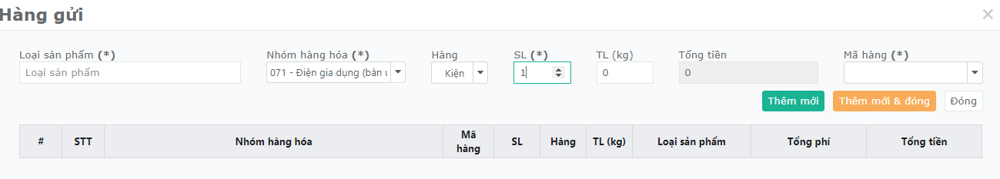 Hàng gửi
Loại sản phẩm (*) Nhóm hàng hóa (*) Hàng SL (*) TL (kg) Tổng tiền Mã hàng (*)
Loại sản phẩm 071 - Điện gia dụng (bàn ủ Kiện 1 0 0
Thêm mới Thêm mới & đóng Đóng
# STT Nhóm hàng hóa Mã hàng SL Hàng TL (kg) Loại sản phẩm Tổng phí Tổng tiền